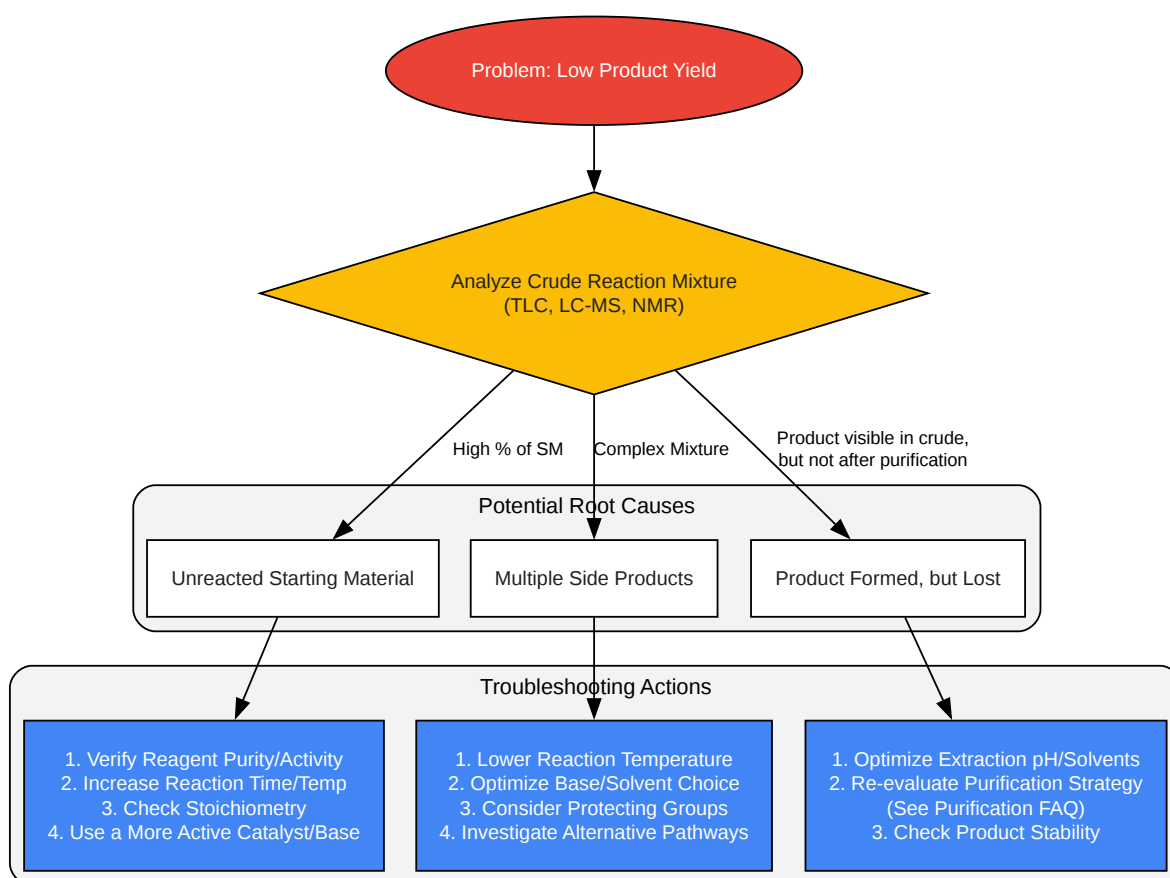 Problem: Low Product Yield
Analyze Crude Reaction Mixture
(TLC, LC-MS, NMR)
High % of SM
Complex Mixture
Product visible in crude,
but not after purification
Potential Root Causes
Unreacted Starting Material
Multiple Side Products
Product Formed, but Lost
Troubleshooting Actions
1. Verify Reagent Purity/Activity
2. Increase Reaction Time/Temp
3. Check Stoichiometry
4. Use a More Active Catalyst/Base
1. Lower Reaction Temperature
2. Optimize Base/Solvent Choice
3. Consider Protecting Groups
4. Investigate Alternative Pathways
1. Optimize Extraction pH/Solvents
2. Re-evaluate Purification Strategy
(See Purification FAQ)
3. Check Product Stability